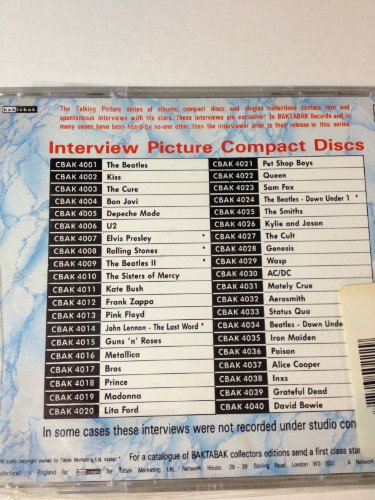 baktabak
The Talking Picture series of albums, compact discs and singles collections contain rare and
spontaneous interviews with the stars. These interviews are exclusive† to BAKTABAK Records and in
many cases have been heard by no-one other than the interviewer prior to their release in this series.
Interview Picture Compact Discs
CBAK 4001 The Beatles
CBAK 4002 Kiss
CBAK 4003 The Cure
CBAK 4004 Bon Jovi
CBAK 4005 Depeche Mode
CBAK 4006 U2
CBAK 4007 Elvis Presley *
CBAK 4008 Rolling Stones *
CBAK 4009 The Beatles II *
CBAK 4010 The Sisters of Mercy
CBAK 4011 Kate Bush
CBAK 4012 Frank Zappa
CBAK 4013 Pink Floyd
CBAK 4014 John Lennon - The Last Word *
CBAK 4015 Guns 'n' Roses
CBAK 4016 Metallica
CBAK 4017 Bros
CBAK 4018 Prince
CBAK 4019 Madonna
CBAK 4020 Lita Ford
CBAK 4021 Pet Shop Boys
CBAK 4022 Queen
CBAK 4023 Sam Fox
CBAK 4024 The Beatles - Down Under 1 *
CBAK 4025 The Smiths
CBAK 4026 Kylie and Jason
CBAK 4027 The Cult
CBAK 4028 Genesis
CBAK 4029 Wasp
CBAK 4030 AC/DC
CBAK 4031 Motely Crue
CBAK 4032 Aerosmith
CBAK 4033 Status Quo
CBAK 4034 Beatles - Down Under
CBAK 4035 Iron Maiden
CBAK 4036 Poison
CBAK 4037 Alice Cooper
CBAK 4038 Inxs
CBAK 4039 Grateful Dead
CBAK 4040 David Bowie
In some cases these interviews were not recorded under studio con
audio copyright owned by Tabak Marketing Ltd. except * For a catalogue of BAKTABAK collectors editions send a first class star
Manufactured in England for baktabak by Tabak Marketing Ltd, Network House, 29 - 39 Stirling Road, London W3 8DJ A Network